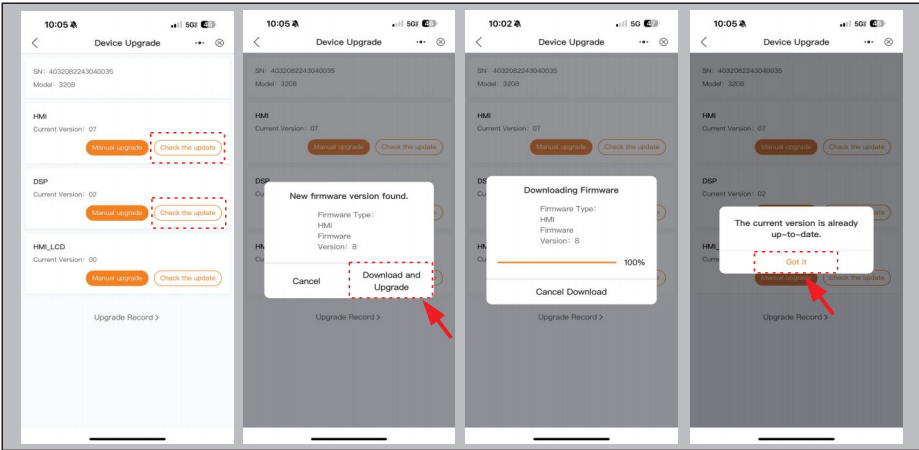 10:05
5G
Device Upgrade
SN: 4032082243040035
Model: 3208
HMI
Current Version: 07
Manual upgrade
Check the update
DSP
Current Version: 02
Manual upgrade
Check the update
HMI_LCD
Current Version: 00
Manual upgrade
Check the update
Upgrade Record >
10:05
5G
Device Upgrade
SN: 4032082243040035
Model: 3208
HMI
Current Version: 07
Manual upgrade
Check the update
DSP
New firmware version found.
Firmware Type:
HMI
Firmware
Version: 8
Cancel
Download and
Upgrade
Upgrade Record >
10:02
5G
Device Upgrade
SN: 4032082243040035
Model: 3208
HMI
Current Version: 07
Manual upgrade
Check the update
Downloading Firmware
Firmware Type:
HMI
Firmware
Version: 8
100%
Cancel Download
Upgrade Record >
10:05
5G
Device Upgrade
SN: 4032082243040035
Model: 3208
HMI
Current Version: 07
Manual upgrade
Check the update
DSP
Current Version: 02
The current version is already
up-to-date.
Got it
Manual upgrade
Check the update
Upgrade Record >